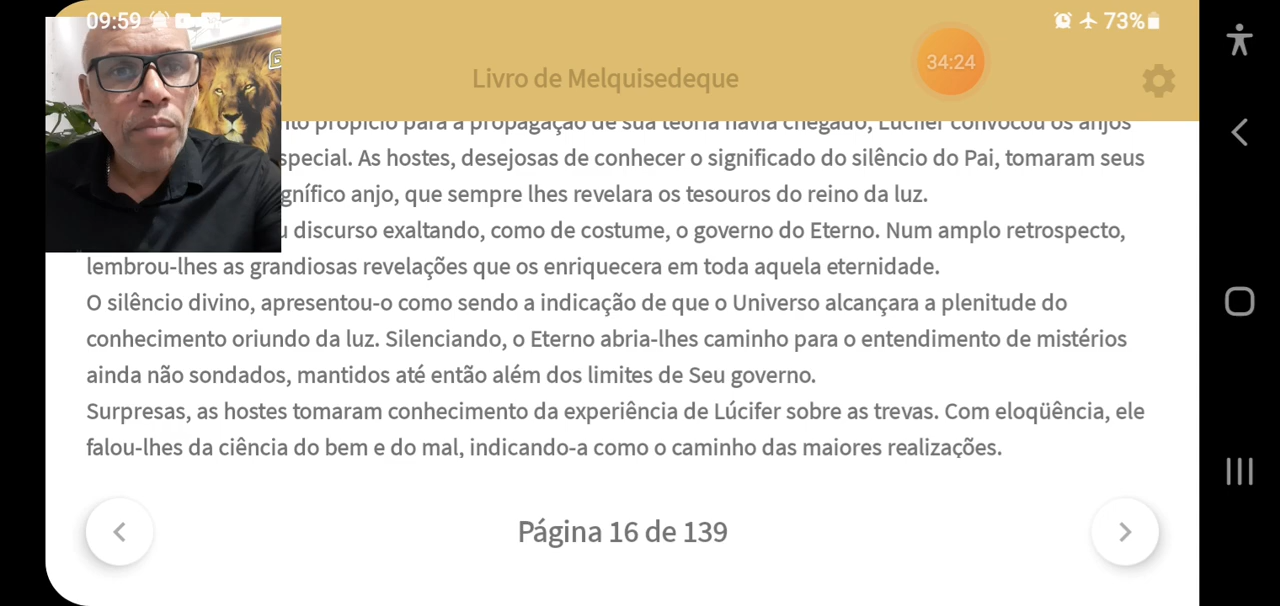 09:59
73%
34:24
Livro de Melquisedeque
propício para a propagação de sua teoria havia chegado, Lúcifer convocou os anjos
special. As hostes, desejosas de conhecer o significado do silêncio do Pai, tomaram seus
gnífico anjo, que sempre lhes revelara os tesouros do reino da luz.
u discurso exaltando, como de costume, o governo do Eterno. Num amplo retrospecto,
lembrou-lhes as grandiosas revelações que os enriquecera em toda aquela eternidade.
O silêncio divino, apresentou-o como sendo a indicação de que o Universo alcançara a plenitude do
conhecimento oriundo da luz. Silenciando, o Eterno abria-lhes caminho para o entendimento de mistérios
ainda não sondados, mantidos até então além dos limites de Seu governo.
Surpresas, as hostes tomaram conhecimento da experiência de Lúcifer sobre as trevas. Com eloqüência, ele
falou-lhes da ciência do bem e do mal, indicando-a como o caminho das maiores realizações.
Página 16 de 139